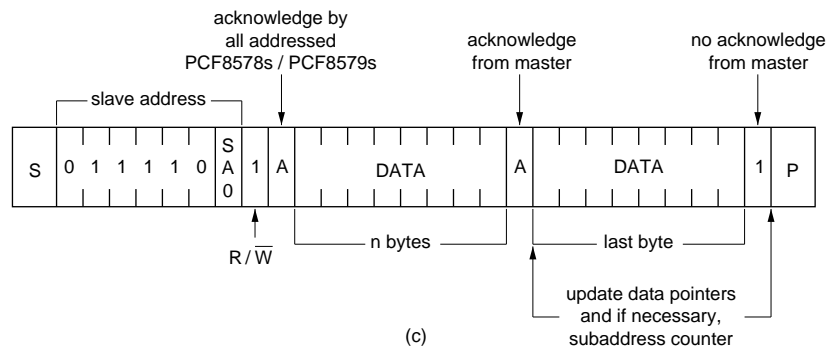 acknowledge by
all addressed
PCF8578s / PCF8579s
acknowledge
from master
no acknowledge
from master
slave address
S 0 1 1 1 1 0 SA0 1 A DATA A DATA 1 P
R/W̅
n bytes
last byte
update data pointers
and if necessary,
subaddress counter
(c)